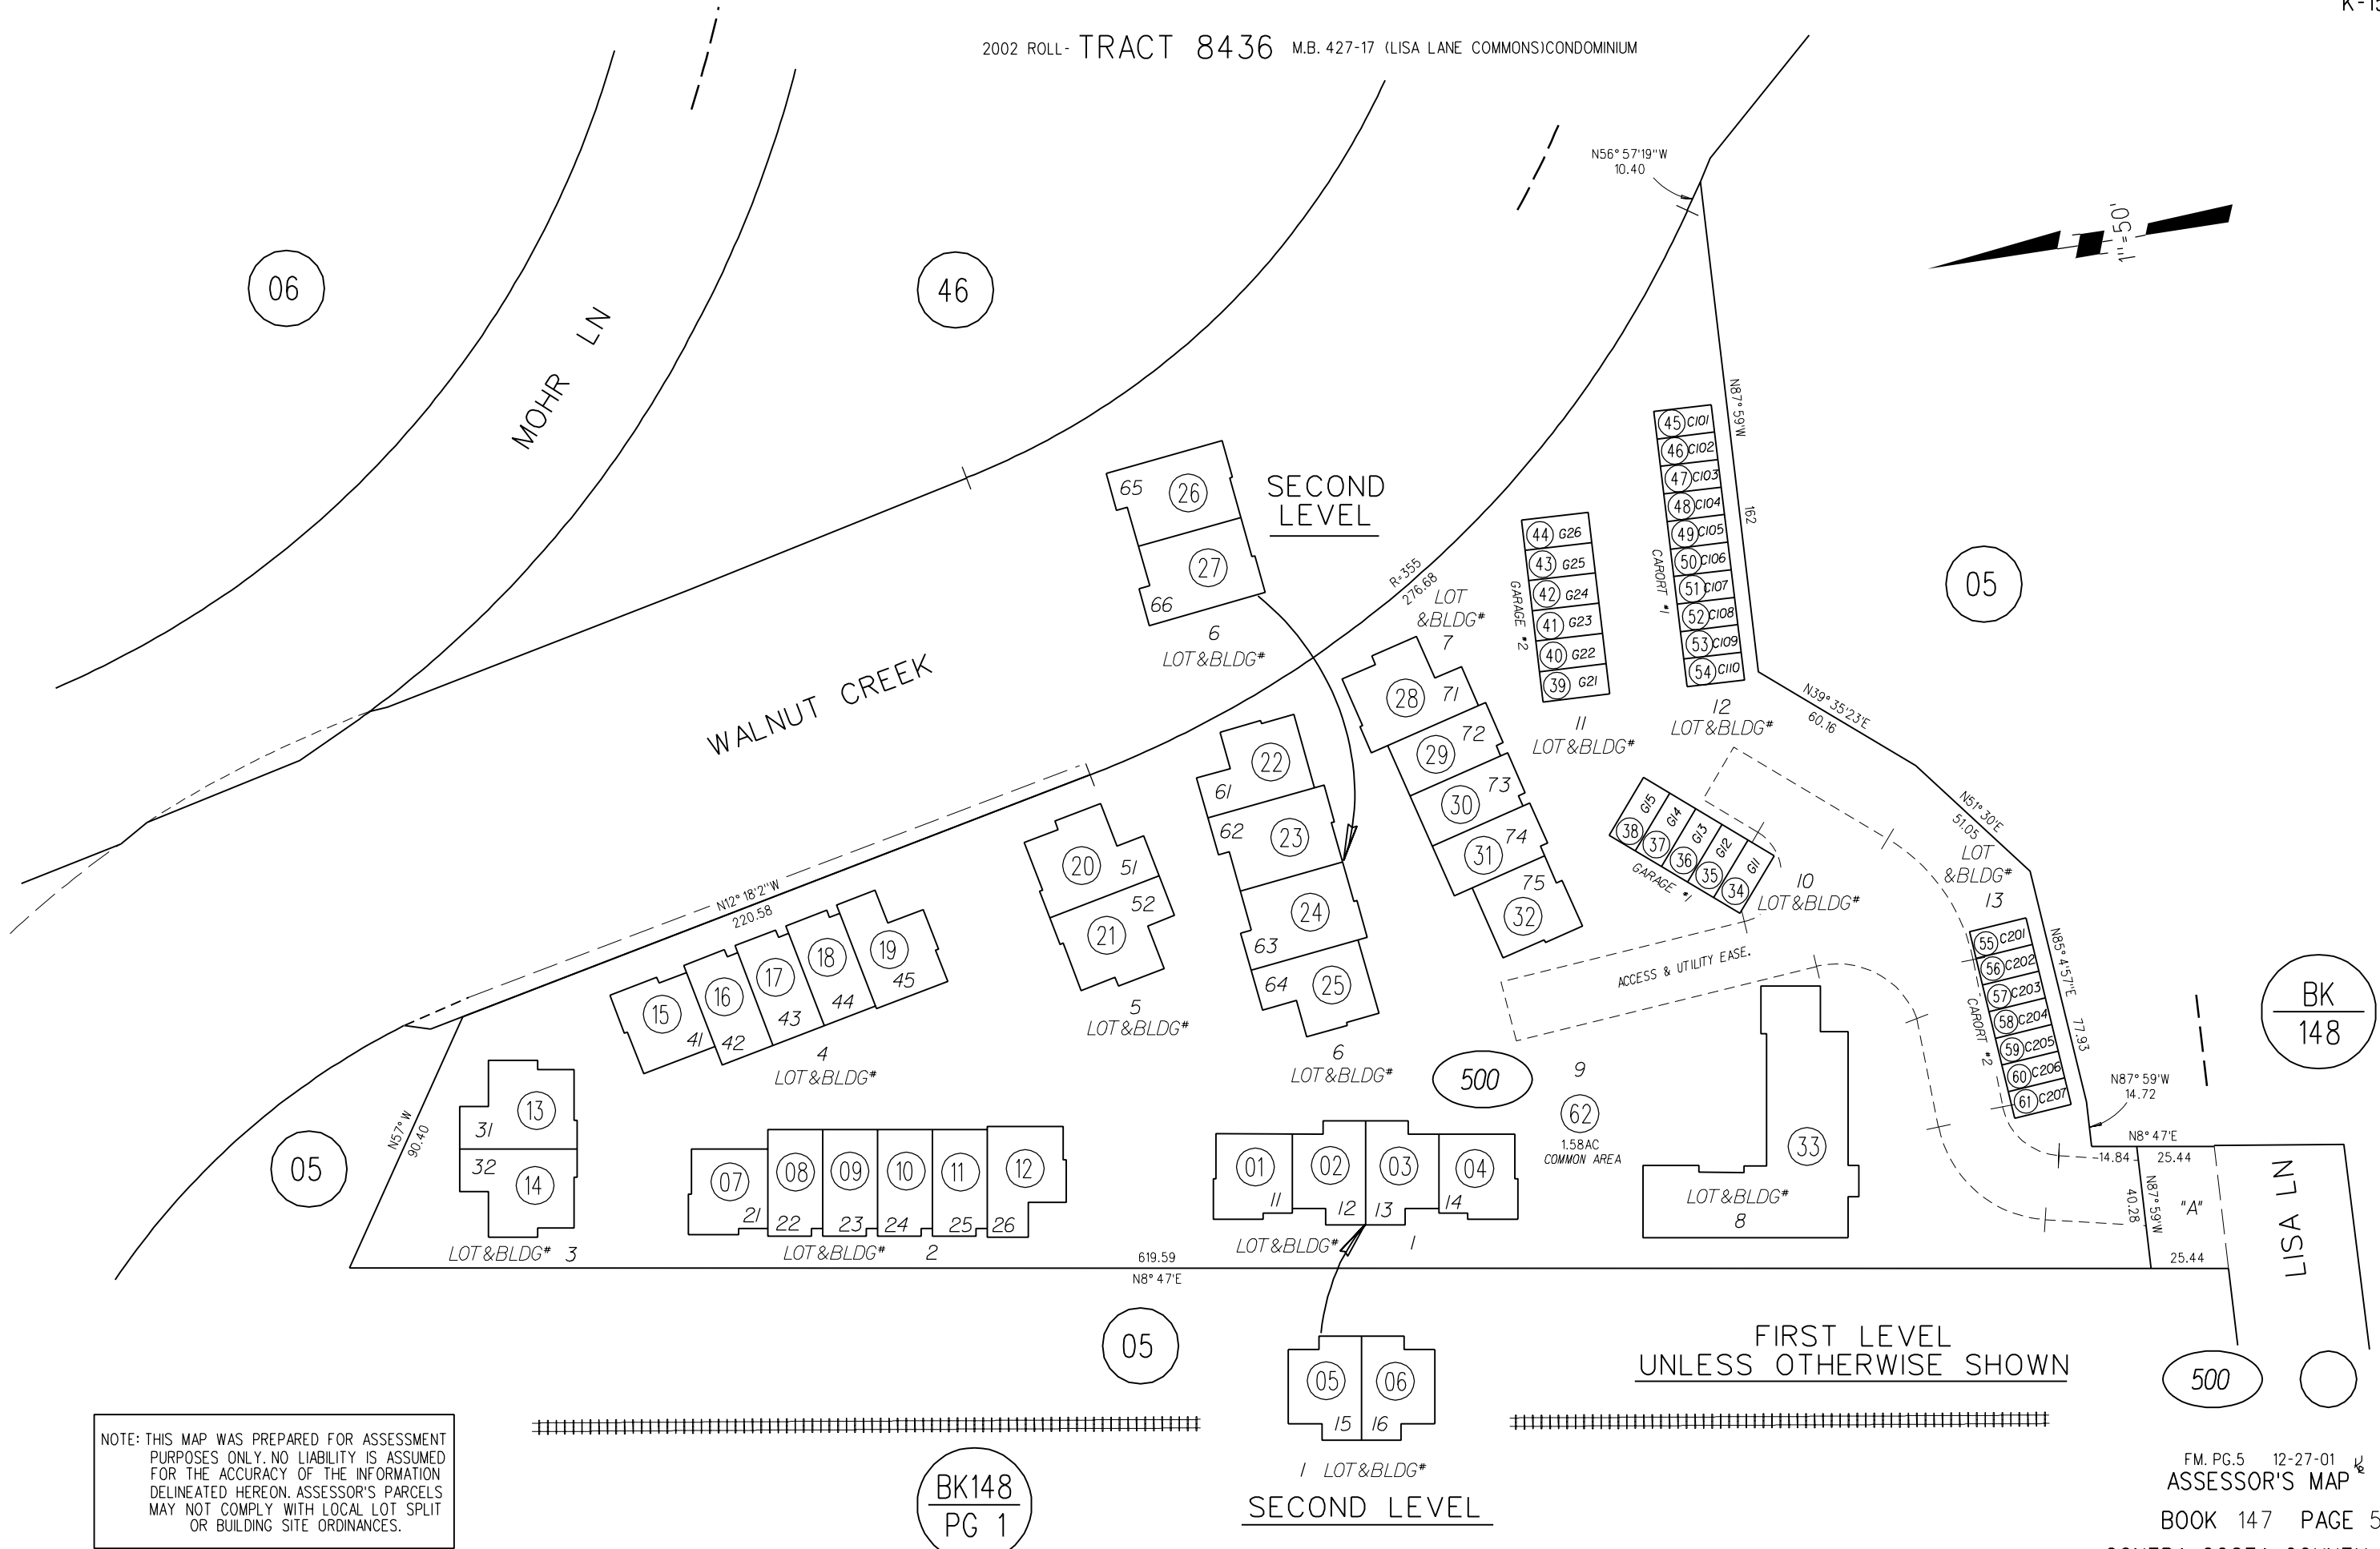 K-15
2002 ROLL- TRACT 8436 M.B. 427-17 (LISA LANE COMMONS)CONDOMINIUM
N56°57'19"W
10.40
1"=50'
06
46
MOHR LN
WALNUT CREEK
05
SECOND
LEVEL
65 26
27
66
6
LOT&BLDG#
R=355
276.68
N87°59'W
162
45 C101
46 C102
47 C103
48 C104
49 C105
50 C106
51 C107
52 C108
53 C109
54 C110
CARORT #1
12
LOT&BLDG#
44 G26
43 G25
42 G24
41 G23
40 G22
39 G21
GARAGE #2
11
LOT&BLDG#
LOT
&BLDG#
7
28 71
29 72
30 73
31 74
32 75
N39°35'23"E
60.16
N51°30'E
51.05
LOT
&BLDG#
13
38 G15
37 G14
36 G13
35 G12
34 G11
GARAGE #1
10
LOT&BLDG#
ACCESS & UTILITY EASE.
55 C201
56 C202
57 C203
58 C204
59 C205
60 C206
61 C207
CARORT #2
N85°4'57"E
77.93
BK
148
N87°59'W
14.72
N8°47'E
14.84
25.44
N87°59'W
40.28
"A"
25.44
LISA LN
N12°18'2"W
220.58
15 41
16 42
17 43
18 44
19 45
4
LOT&BLDG#
20 51
21 52
5
LOT&BLDG#
22 61
23 62
24 63
25 64
6
LOT&BLDG#
500
9
62
1.58AC
COMMON AREA
33
LOT&BLDG#
8
N57°W
90.40
05
13 31
14 32
LOT&BLDG# 3
07 21
08 22
09 23
10 24
11 25
12 26
LOT&BLDG# 2
01 11
02 12
03 13
04 14
LOT&BLDG# 1
619.59
N8°47'E
05
05 15
06 16
1 LOT&BLDG#
SECOND LEVEL
FIRST LEVEL
UNLESS OTHERWISE SHOWN
500
NOTE: THIS MAP WAS PREPARED FOR ASSESSMENT
PURPOSES ONLY. NO LIABILITY IS ASSUMED
FOR THE ACCURACY OF THE INFORMATION
DELINEATED HEREON. ASSESSOR'S PARCELS
MAY NOT COMPLY WITH LOCAL LOT SPLIT
OR BUILDING SITE ORDINANCES.
BK148
PG 1
FM. PG.5 12-27-01
ASSESSOR'S MAP
BOOK 147 PAGE 5